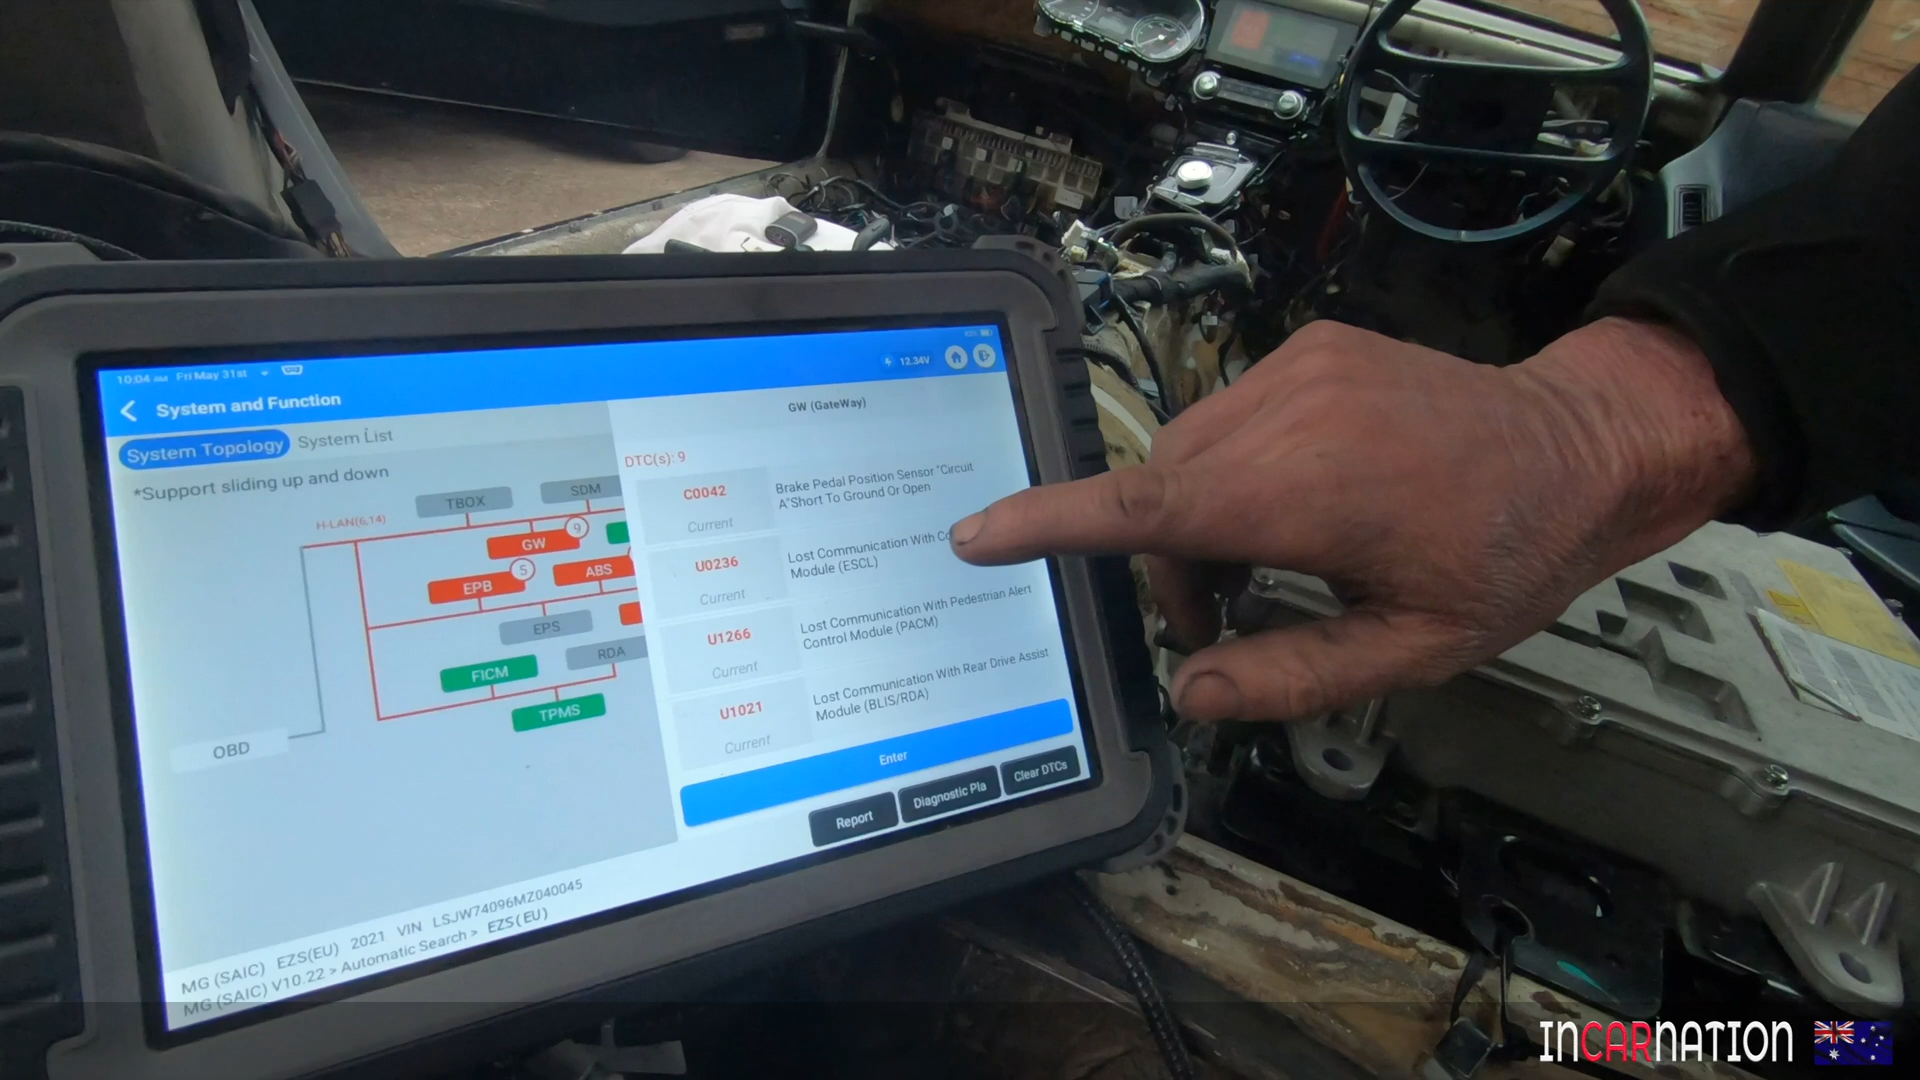 10:04 AM Fri May 31st
12.34V
System and Function
System Topology System List
*Support sliding up and down
H-LAN(6,14)
TBOX
SDM
GW
9
EPB
5
ABS
EPS
RDA
FICM
TPMS
OBD
GW (GateWay)
DTC(s): 9
C0042
Current
Brake Pedal Position Sensor "Circuit
A"Short To Ground Or Open
U0236
Current
Lost Communication With
Module (ESCL)
U1266
Current
Lost Communication With Pedestrian Alert
Control Module (PACM)
U1021
Current
Lost Communication With Rear Drive Assist
Module (BLIS/RDA)
Enter
Report
Diagnostic Pla
Clear DTCs
MG (SAIC) EZS(EU) 2021 VIN LSJW74096MZ040045
MG (SAIC) V10.22 > Automatic Search > EZS(EU)
INCARNATION